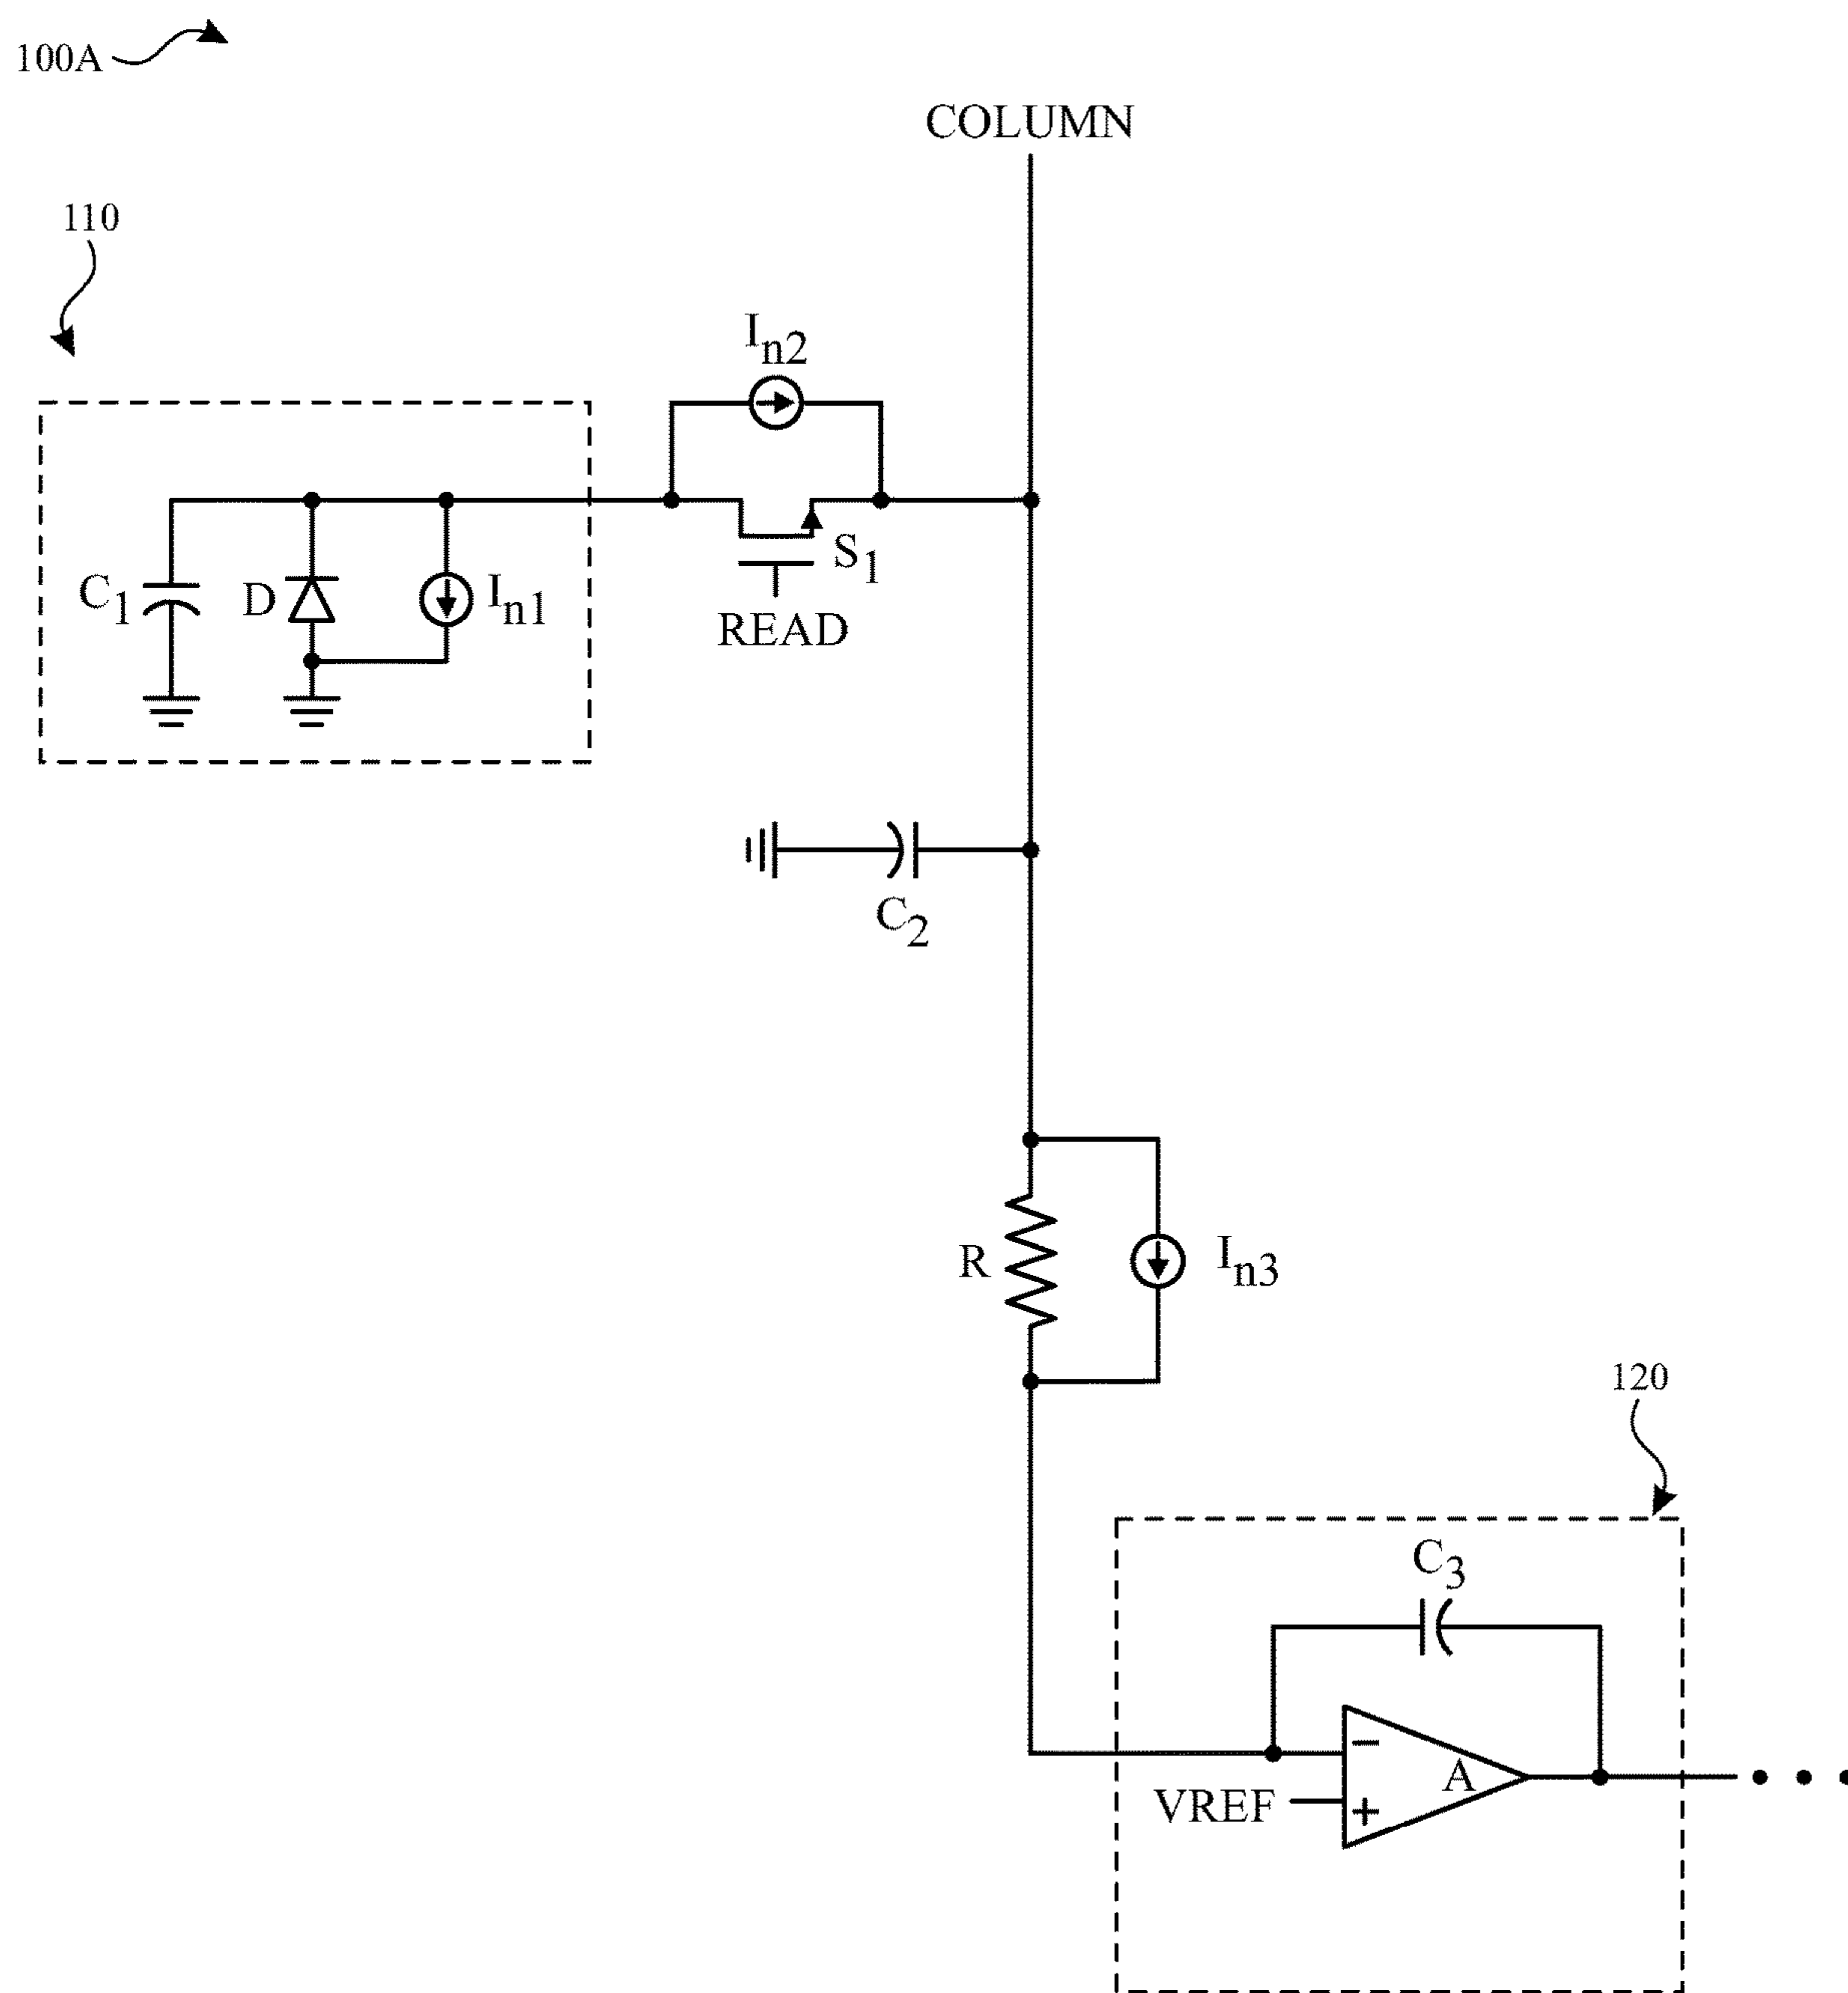 100A
COLUMN
110
In2
C1
D
In1
S1
READ
C2
R
In3
120
C3
A
VREF